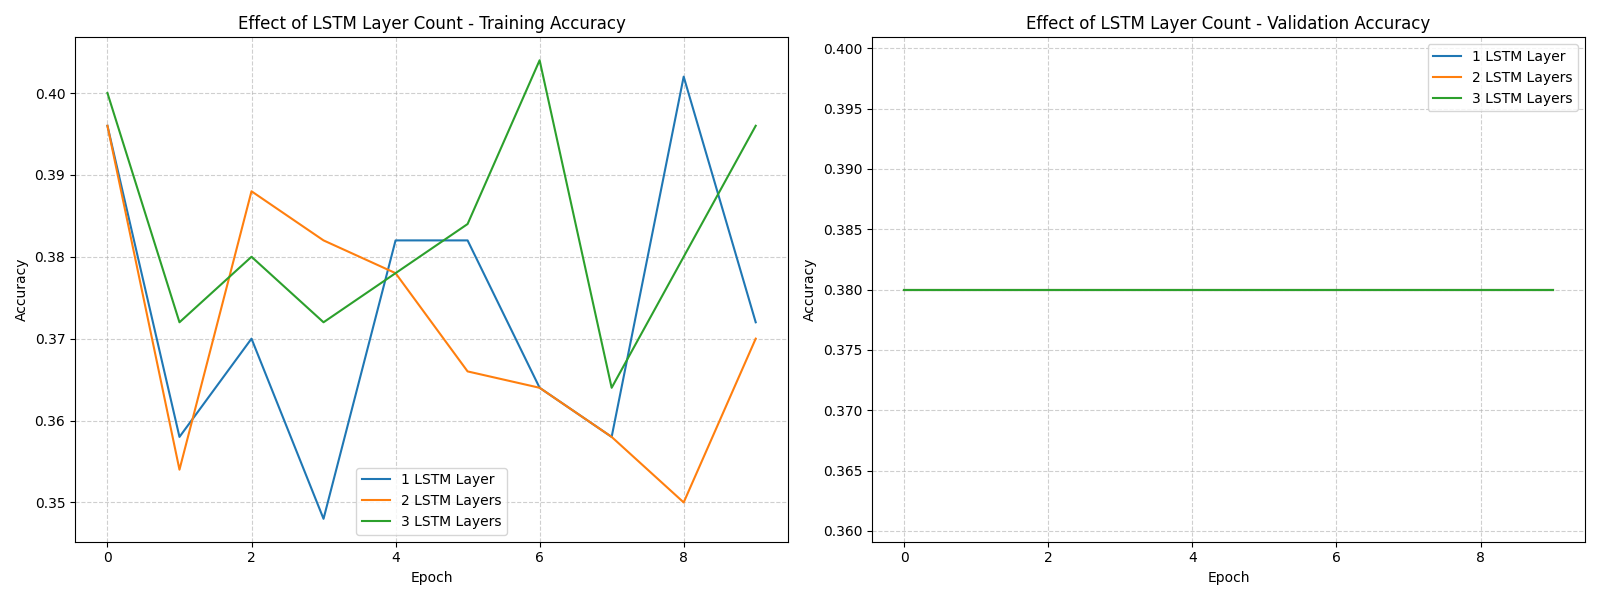 Effect of LSTM Layer Count - Training Accuracy
Accuracy
0.40
0.39
0.38
0.37
0.36
0.35
1 LSTM Layer
2 LSTM Layers
3 LSTM Layers
0 2 4 6 8
Epoch
Effect of LSTM Layer Count - Validation Accuracy
Accuracy
0.400
0.395
0.390
0.385
0.380
0.375
0.370
0.365
0.360
1 LSTM Layer
2 LSTM Layers
3 LSTM Layers
0 2 4 6 8
Epoch